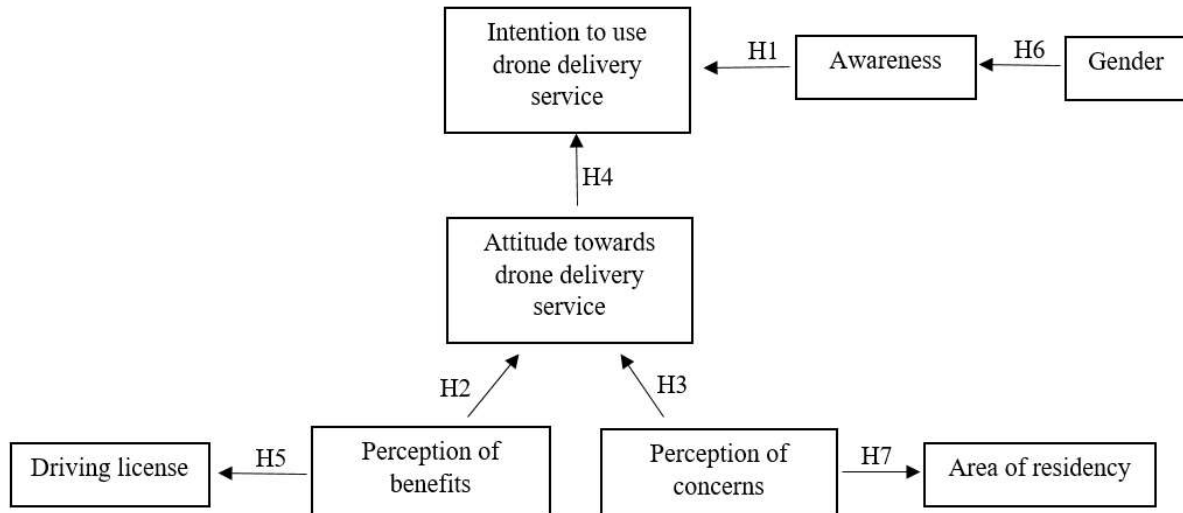 Intention to use
drone delivery
service
H1
Awareness
H6
Gender
H4
Attitude towards
drone delivery
service
H2
H3
Driving license
H5
Perception of
benefits
Perception of
concerns
H7
Area of residency